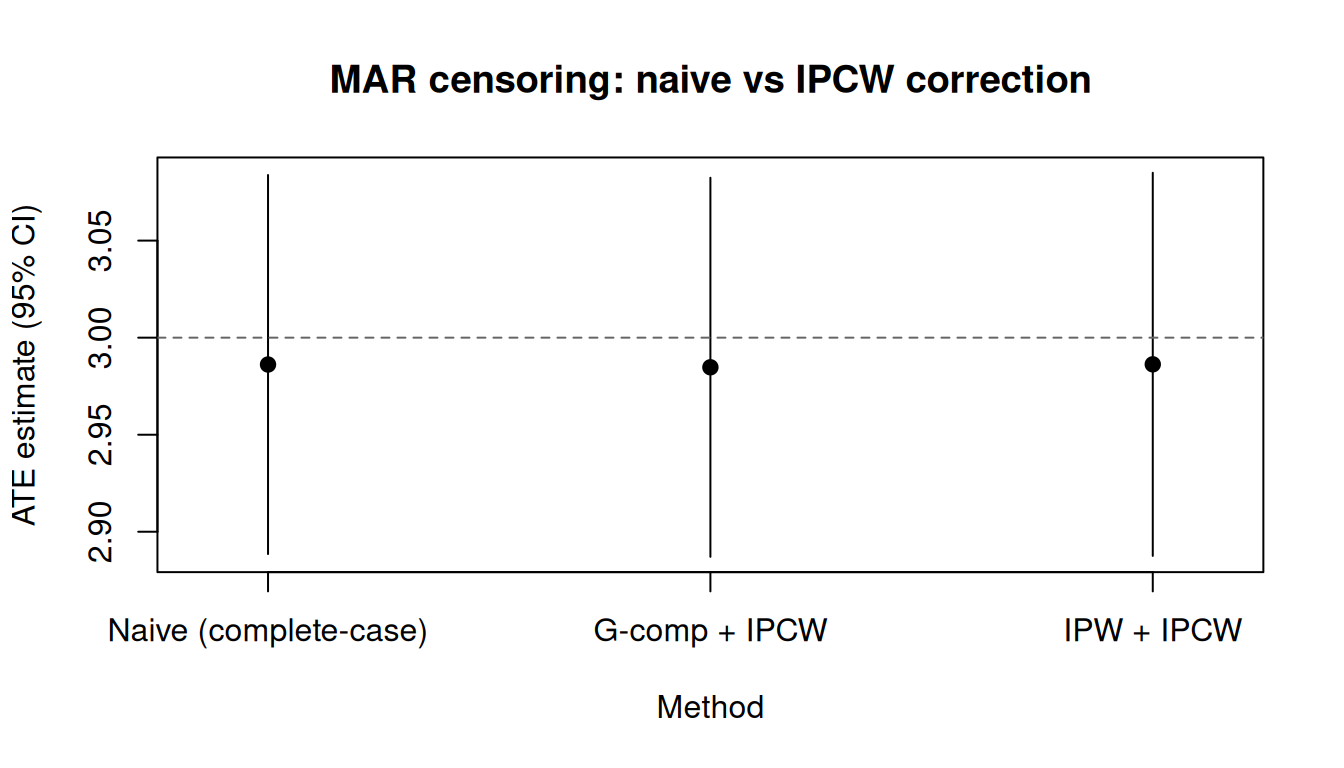 MAR censoring: naive vs IPCW correction
ATE estimate (95% CI)
3.05
3.00
2.95
2.90
Naive (complete-case)
G-comp + IPCW
IPW + IPCW
Method